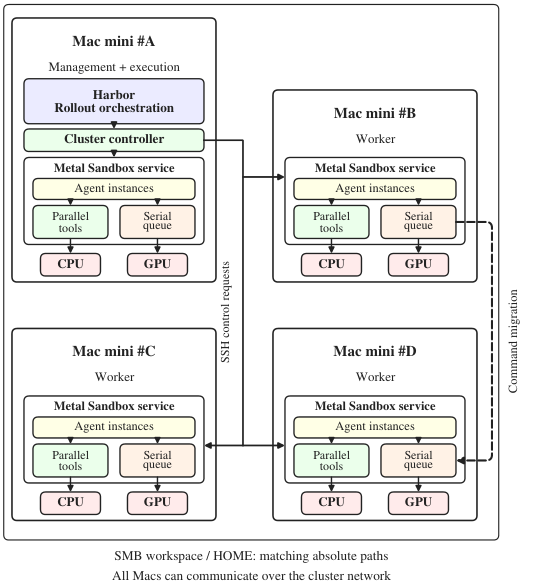 Mac mini #A
Management + execution
Harbor
Rollout orchestration
Cluster controller
Metal Sandbox service
Agent instances
Parallel
tools
Serial
queue
CPU
GPU
Mac mini #B
Worker
Metal Sandbox service
Agent instances
Parallel
tools
Serial
queue
CPU
GPU
SSH control requests
Command migration
Mac mini #C
Worker
Metal Sandbox service
Agent instances
Parallel
tools
Serial
queue
CPU
GPU
Mac mini #D
Worker
Metal Sandbox service
Agent instances
Parallel
tools
Serial
queue
CPU
GPU
SMB workspace / HOME: matching absolute paths
All Macs can communicate over the cluster network